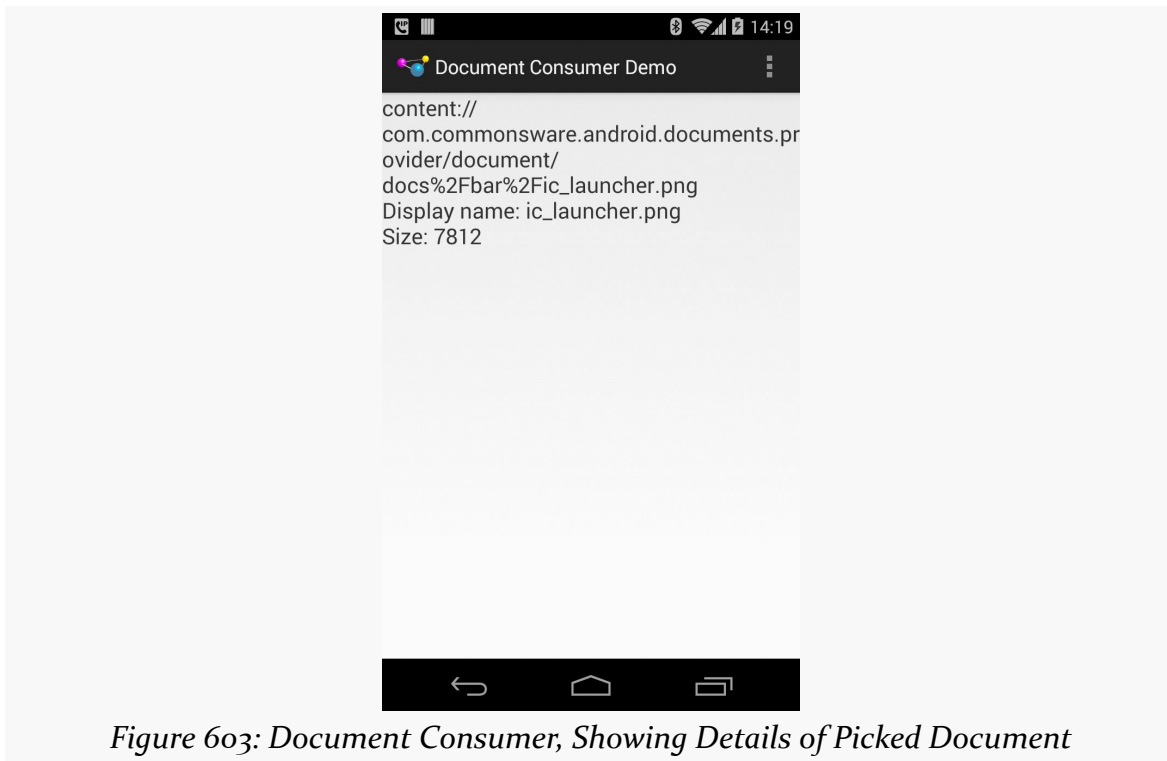 14:19
Document Consumer Demo
content://
com.commonsware.android.documents.pr
ovider/document/
docs%2Fbar%2Fic_launcher.png
Display name: ic_launcher.png
Size: 7812
Figure 603: Document Consumer, Showing Details of Picked Document